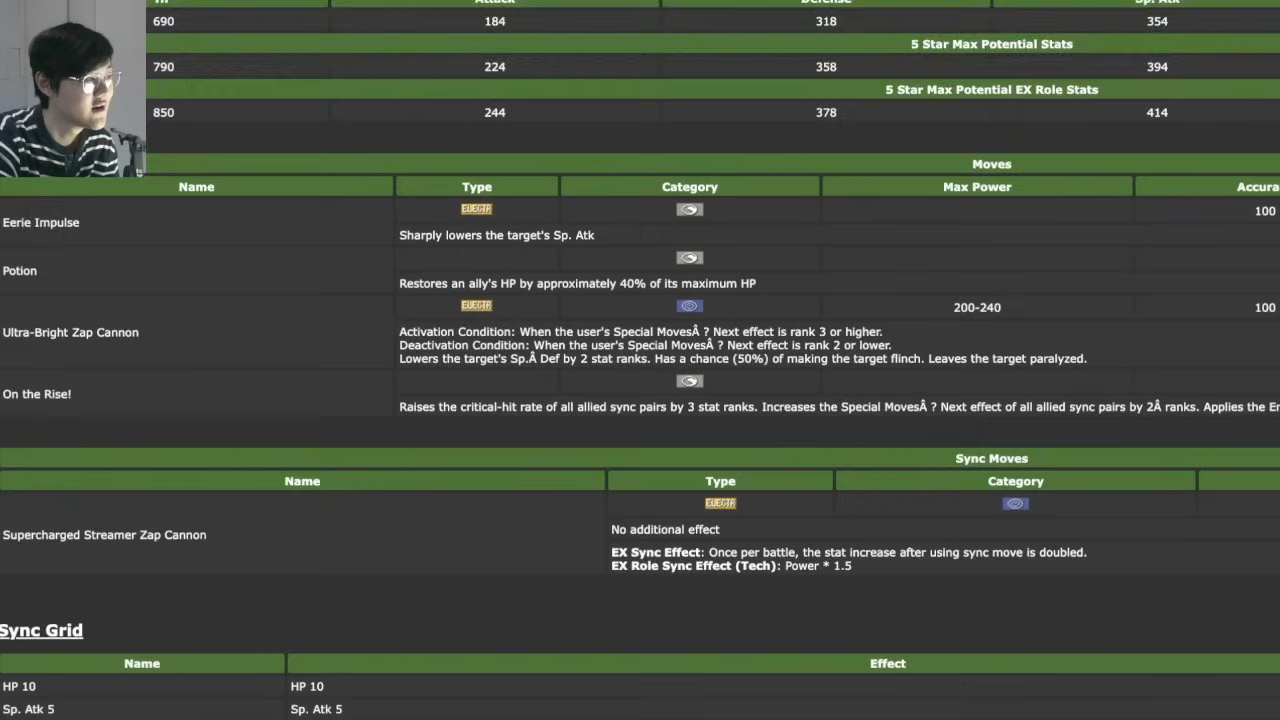 Attack Defense Sp. Atk
690 184 318 354
5 Star Max Potential Stats
790 224 358 394
5 Star Max Potential EX Role Stats
850 244 378 414
Moves
Name Type Category Max Power Accura
Eerie Impulse ELECTR 100
Sharply lowers the target's Sp. Atk
Potion
Restores an ally's HP by approximately 40% of its maximum HP
Ultra-Bright Zap Cannon ELECTR 200-240 100
Activation Condition: When the user's Special MovesÂ ? Next effect is rank 3 or higher.
Deactivation Condition: When the user's Special MovesÂ ? Next effect is rank 2 or lower.
Lowers the target's Sp.Â Def by 2 stat ranks. Has a chance (50%) of making the target flinch. Leaves the target paralyzed.
On the Rise!
Raises the critical-hit rate of all allied sync pairs by 3 stat ranks. Increases the Special MovesÂ ? Next effect of all allied sync pairs by 2Â ranks. Applies the En
Sync Moves
Name Type Category
Supercharged Streamer Zap Cannon ELECTR
No additional effect
EX Sync Effect: Once per battle, the stat increase after using sync move is doubled.
EX Role Sync Effect (Tech): Power * 1.5
Sync Grid
Name Effect
HP 10 HP 10
Sp. Atk 5 Sp. Atk 5